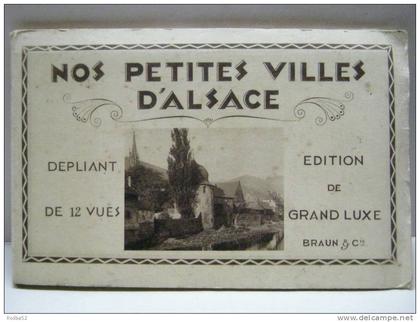 NOS PETITES VILLES
D'ALSACE
DEPLIANT
DE 12 VUES
EDITION
DE
GRAND LUXE
BRAUN & Cie
Rodba52
www.delcampe.net